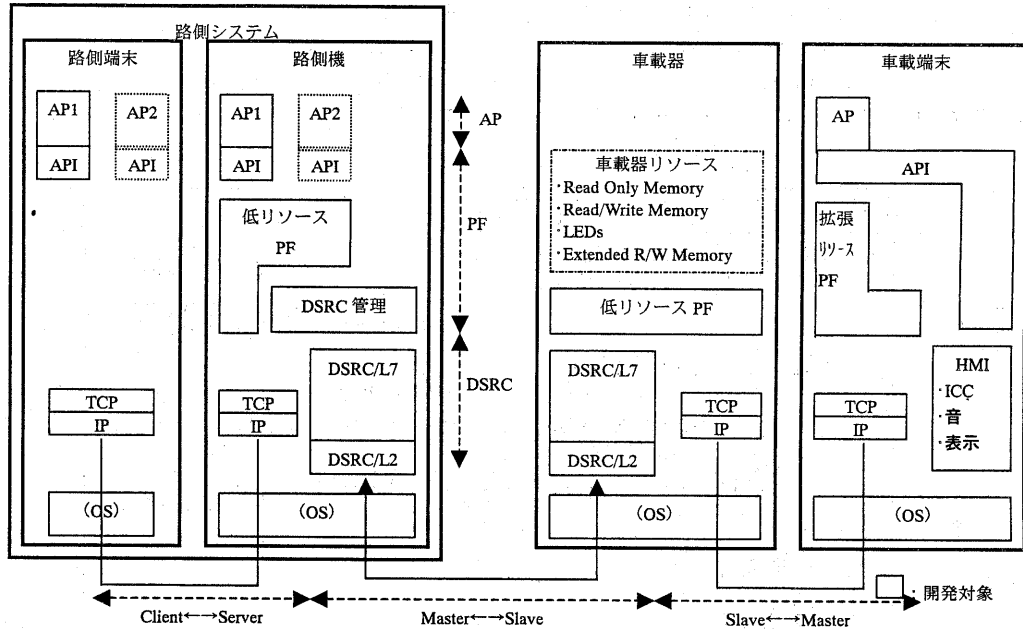 路側システム
路側端末
AP1
AP2
API
API
TCP
IP
(OS)
路側機
AP1
AP2
API
API
低リソース
PF
DSRC 管理
DSRC/L7
TCP
IP
DSRC/L2
(OS)
AP
PF
DSRC
車載器
車載器リソース
・Read Only Memory
・Read/Write Memory
・LEDs
・Extended R/W Memory
低リソース PF
DSRC/L7
TCP
IP
DSRC/L2
(OS)
車載端末
AP
API
拡張
リソース
PF
HMI
・ICC
・音
・表示
TCP
IP
(OS)
Client←→Server
Master←→Slave
Slave←→Master
：開発対象